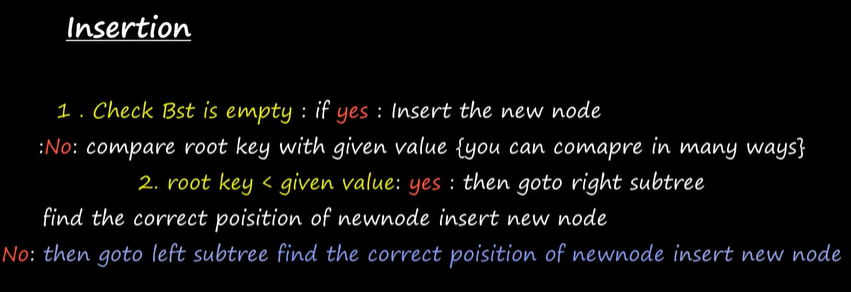 Insertion
1 . Check Bst is empty : if yes : Insert the new node
:No: compare root key with given value {you can comapre in many ways}
2. root key < given value: yes : then goto right subtree
find the correct poisition of newnode insert new node
No: then goto left subtree find the correct poisition of newnode insert new node